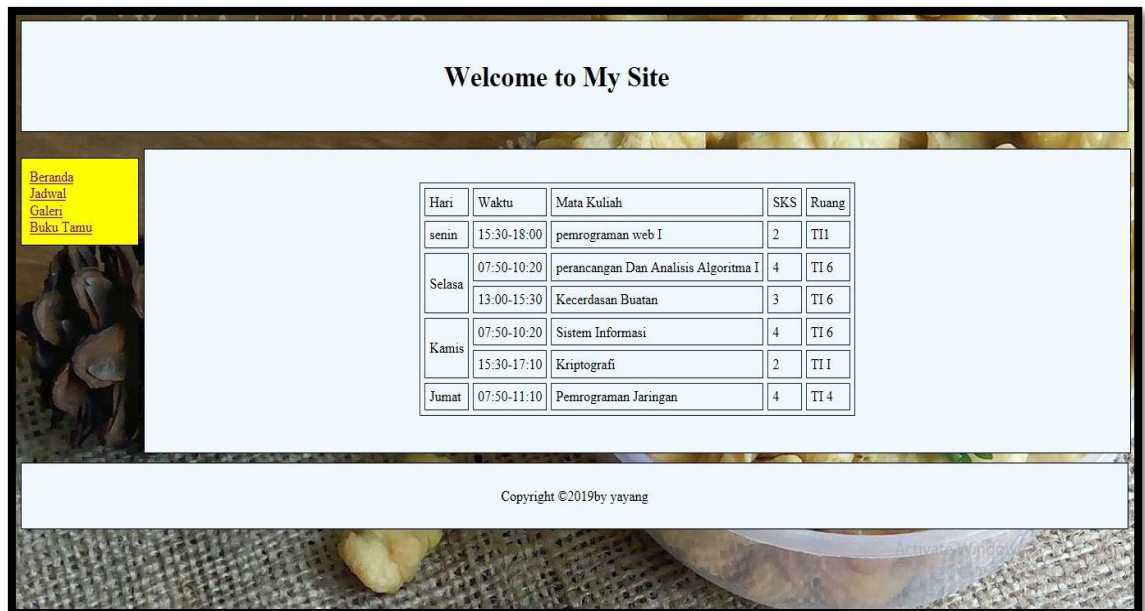 Welcome to My Site
Beranda
Jadwal
Galeri
Buku Tamu
Hari Waktu Mata Kuliah SKS Ruang
senin 15:30-18:00 pemrograman web I 2 TI1
Selasa 07:50-10:20 perancangan Dan Analisis Algoritma I 4 TI 6
13:00-15:30 Kecerdasan Buatan 3 TI 6
Kamis 07:50-10:20 Sistem Informasi 4 TI 6
15:30-17:10 Kriptografi 2 TI I
Jumat 07:50-11:10 Pemrograman Jaringan 4 TI 4
Copyright ©2019by yayang
Activate Windows